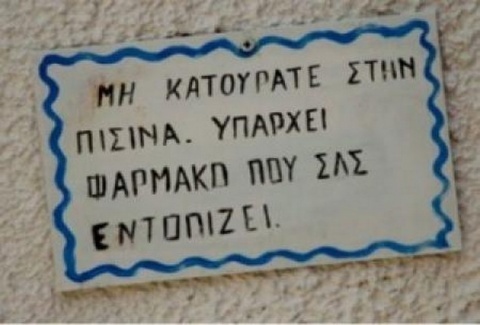 ΜΗ ΚΑΤΟΥΡΑΤΕ ΣΤΗΝ
ΠΙΣΙΝΑ. ΥΠΑΡΧΕΙ
ΦΑΡΜΑΚΟ ΠΟΥ ΣΑΣ
ΕΝΤΟΠΙΖΕΙ.